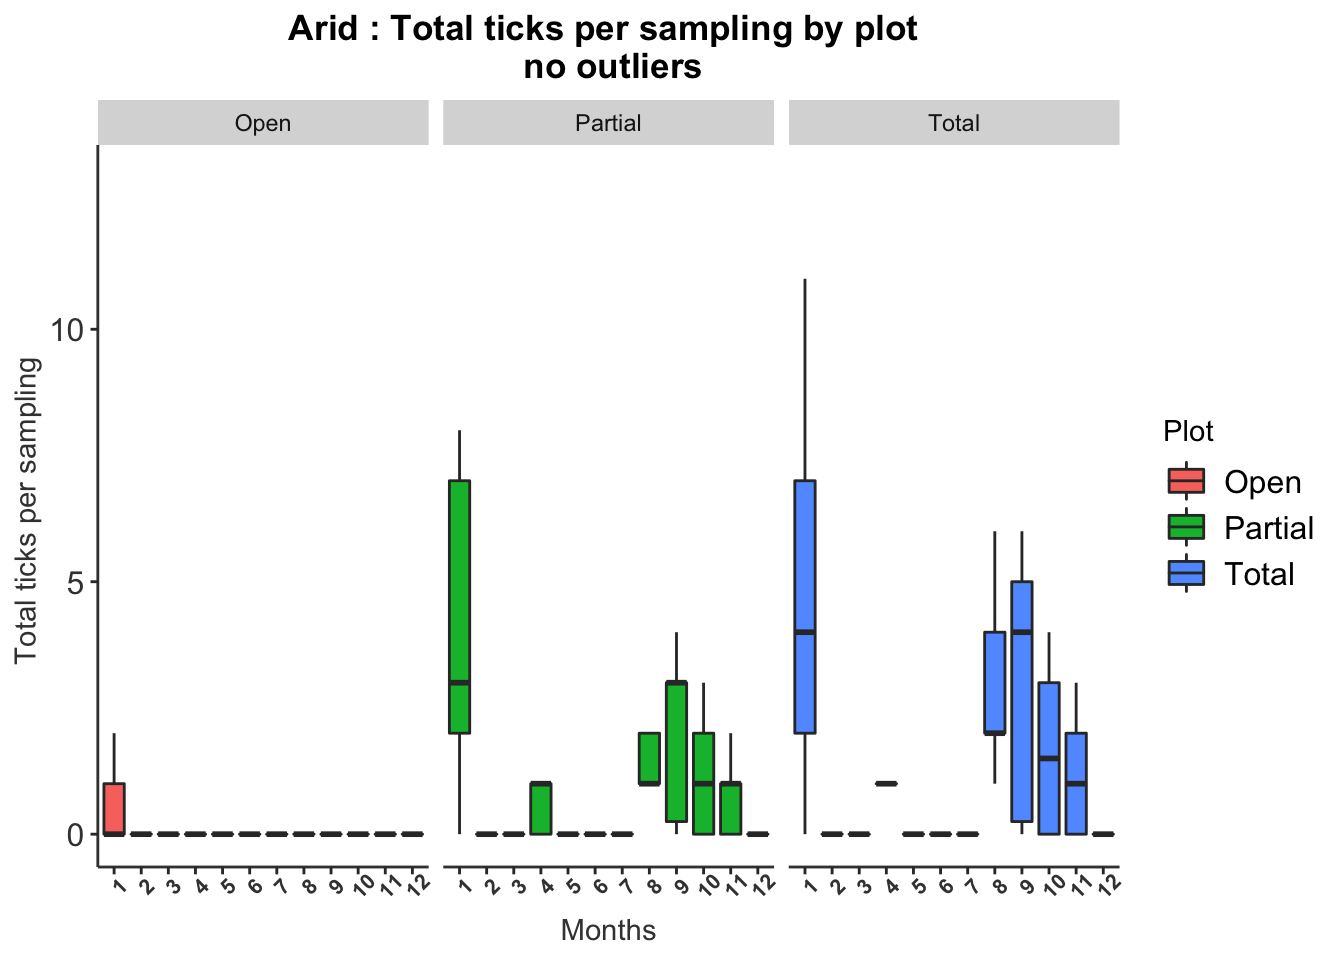 Arid : Total ticks per sampling by plot
no outliers
Open Partial Total
10
5
0
Total ticks per sampling
1 2 3 4 5 6 7 8 9 10 11 12 1 2 3 4 5 6 7 8 9 10 11 12 1 2 3 4 5 6 7 8 9 10 11 12
Months
Plot
Open
Partial
Total